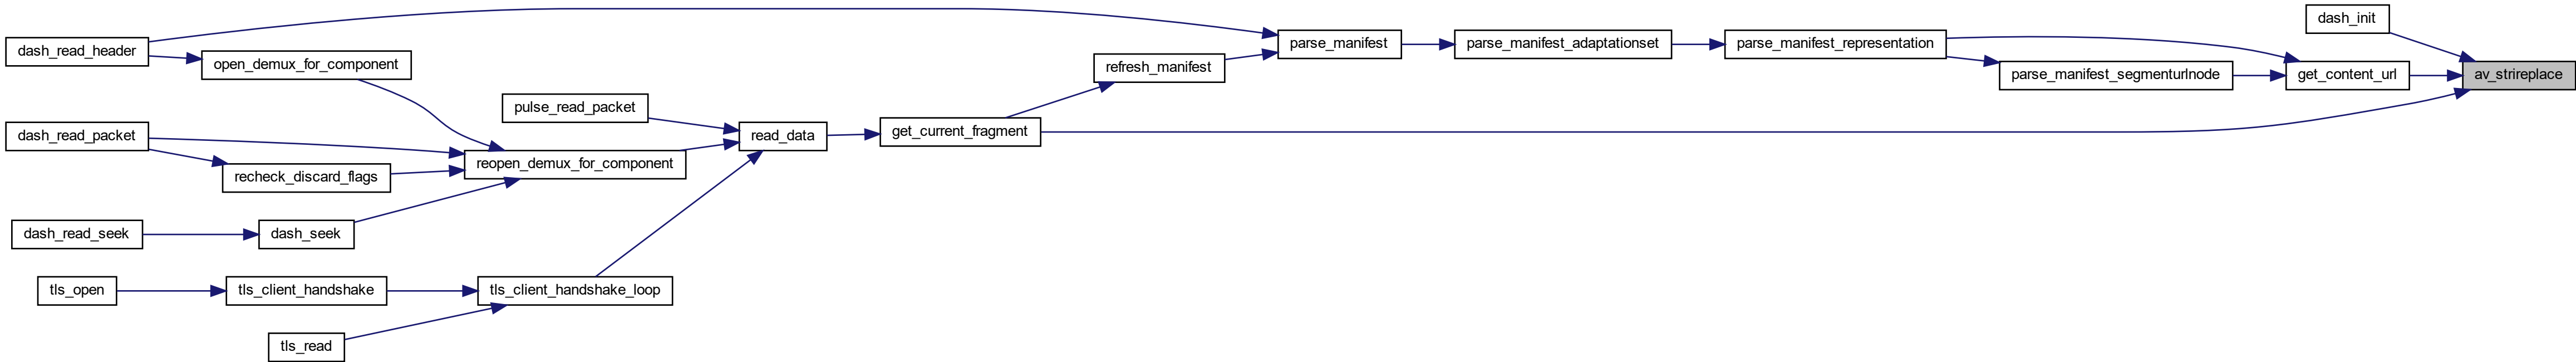 dash_init
dash_read_header
open_demux_for_component
parse_manifest
parse_manifest_adaptationset
parse_manifest_representation
refresh_manifest
parse_manifest_segmenturlnode
get_content_url
av_strireplace
pulse_read_packet
dash_read_packet
read_data
get_current_fragment
reopen_demux_for_component
recheck_discard_flags
dash_read_seek
dash_seek
tls_open
tls_client_handshake
tls_client_handshake_loop
tls_read